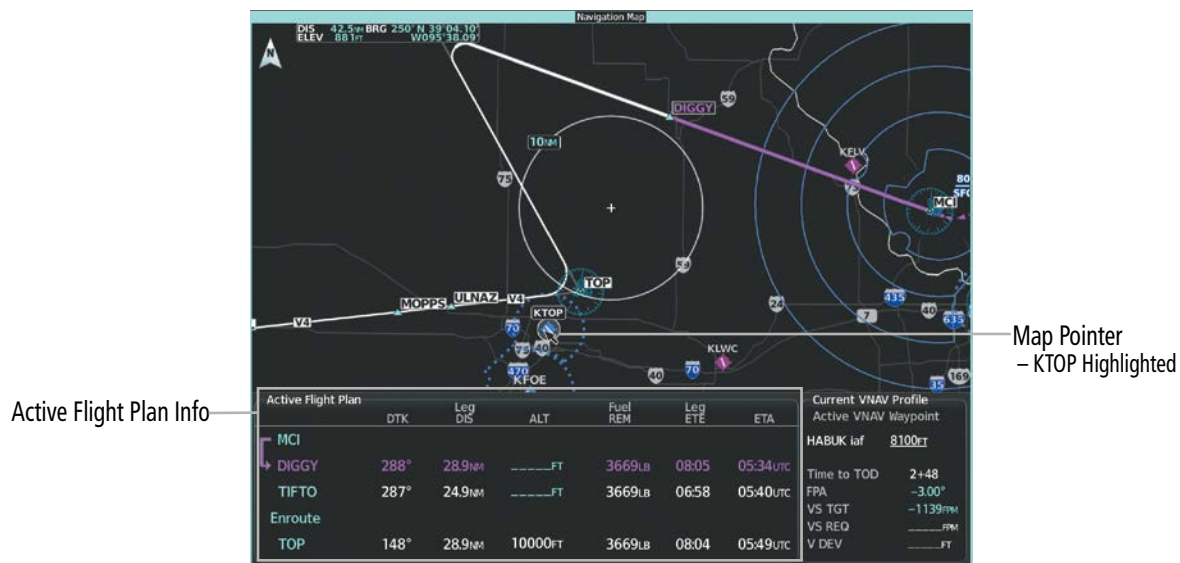 Navigation Map
DIS 42.5NM BRG 250° N 39°04.10'
ELEV 881FT W095°38.09'
N
DIGGY
59
10NM
KFLV
75
75
80
SFC
MCI
54
TOP
MOPPS
ULNAZ
V4
V4
KTOP
435
24
7
40
635
70
75
40
KLWC
470
KFOE
40
70
35
169
Map Pointer
– KTOP Highlighted
Active Flight Plan Info
Active Flight Plan
DTK Leg DIS ALT Fuel REM Leg ETE ETA
MCI
DIGGY 288° 28.9NM _____FT 3669LB 08:05 05:34UTC
TIFTO 287° 24.9NM _____FT 3669LB 06:58 05:40UTC
Enroute
TOP 148° 28.9NM 10000FT 3669LB 08:04 05:49UTC
Current VNAV Profile
Active VNAV Waypoint
HABUK iaf 8100FT
Time to TOD 2+48
FPA -3.00°
VS TGT -1139FPM
VS REQ _____FPM
V DEV _____FT